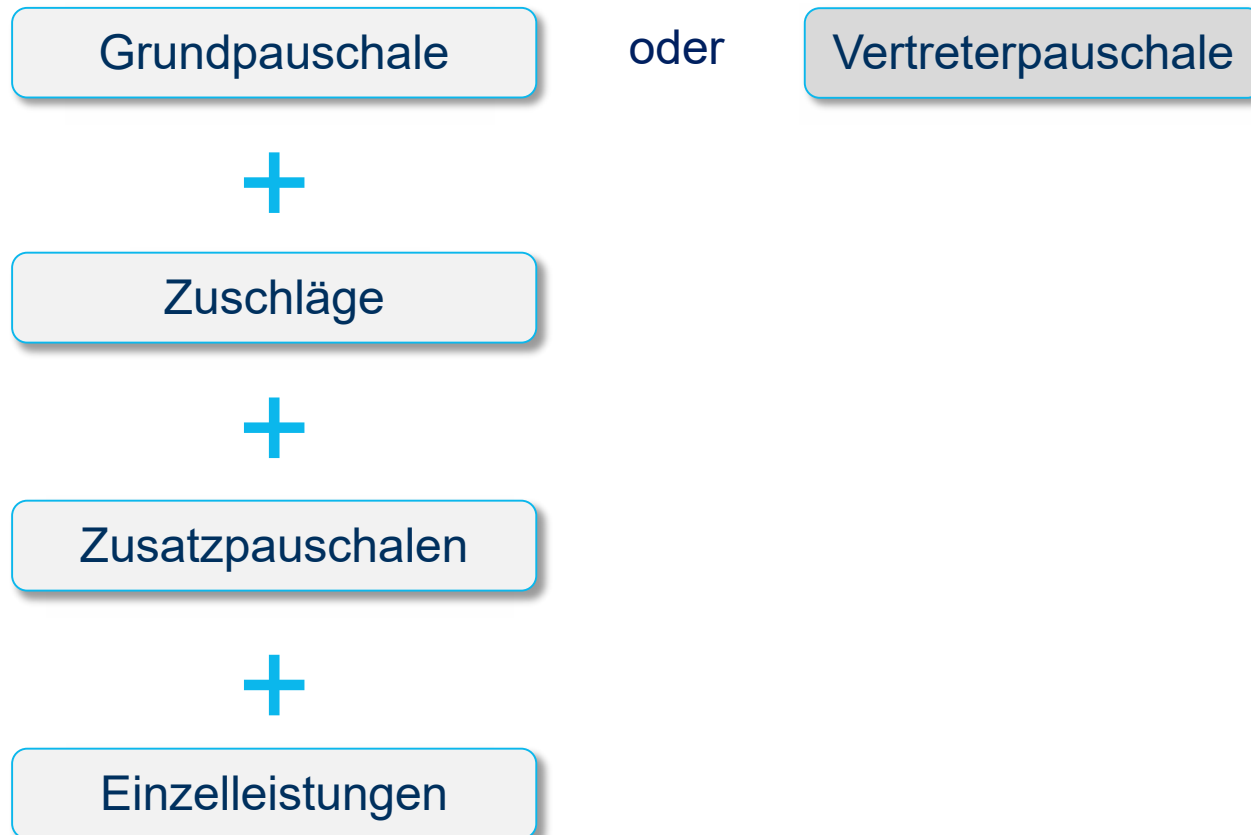 Grundpauschale oder Vertreterpauschale
+
Zuschläge
+
Zusatzpauschalen
+
Einzelleistungen